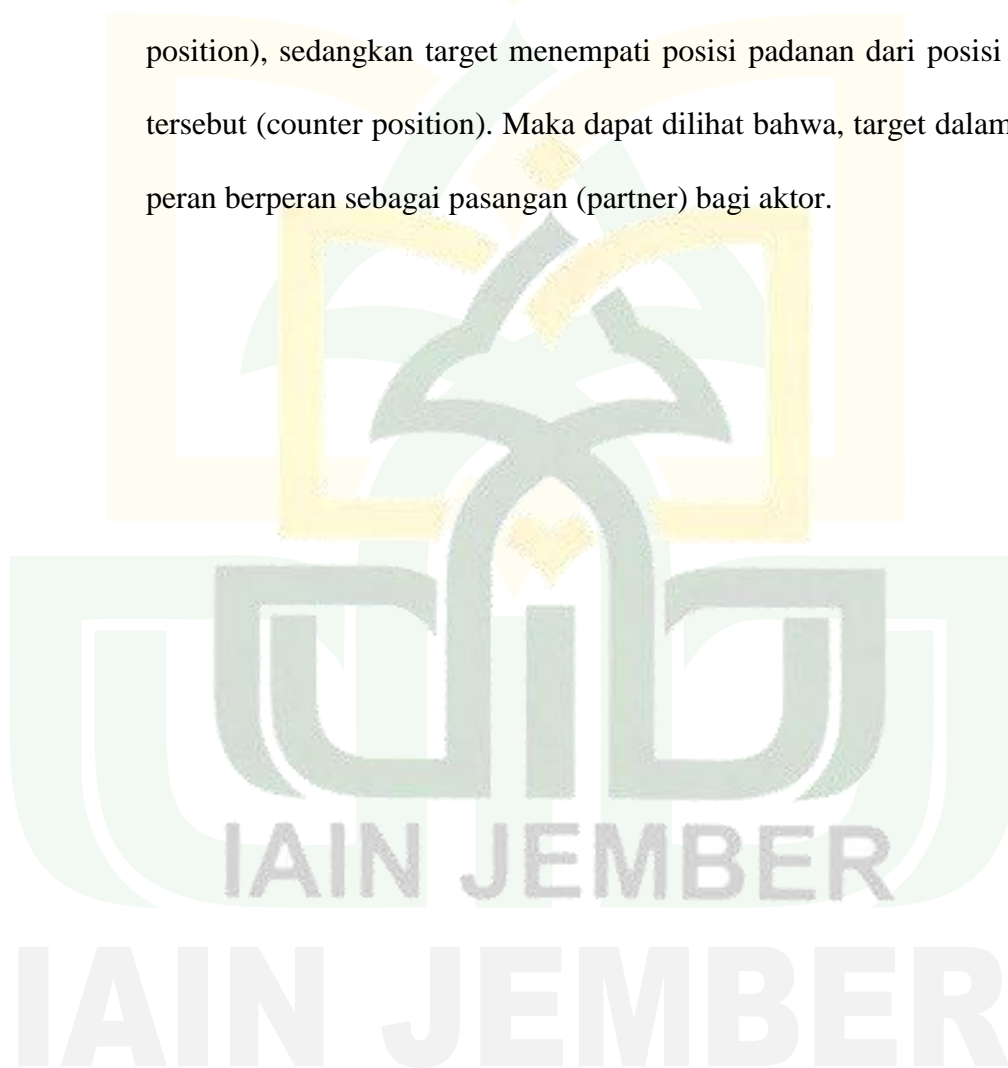 position), sedangkan target menempati posisi padanan dari posisi
tersebut (counter position). Maka dapat dilihat bahwa, target dalam
peran berperan sebagai pasangan (partner) bagi aktor.
IAIN JEMBER
IAIN JEMBER